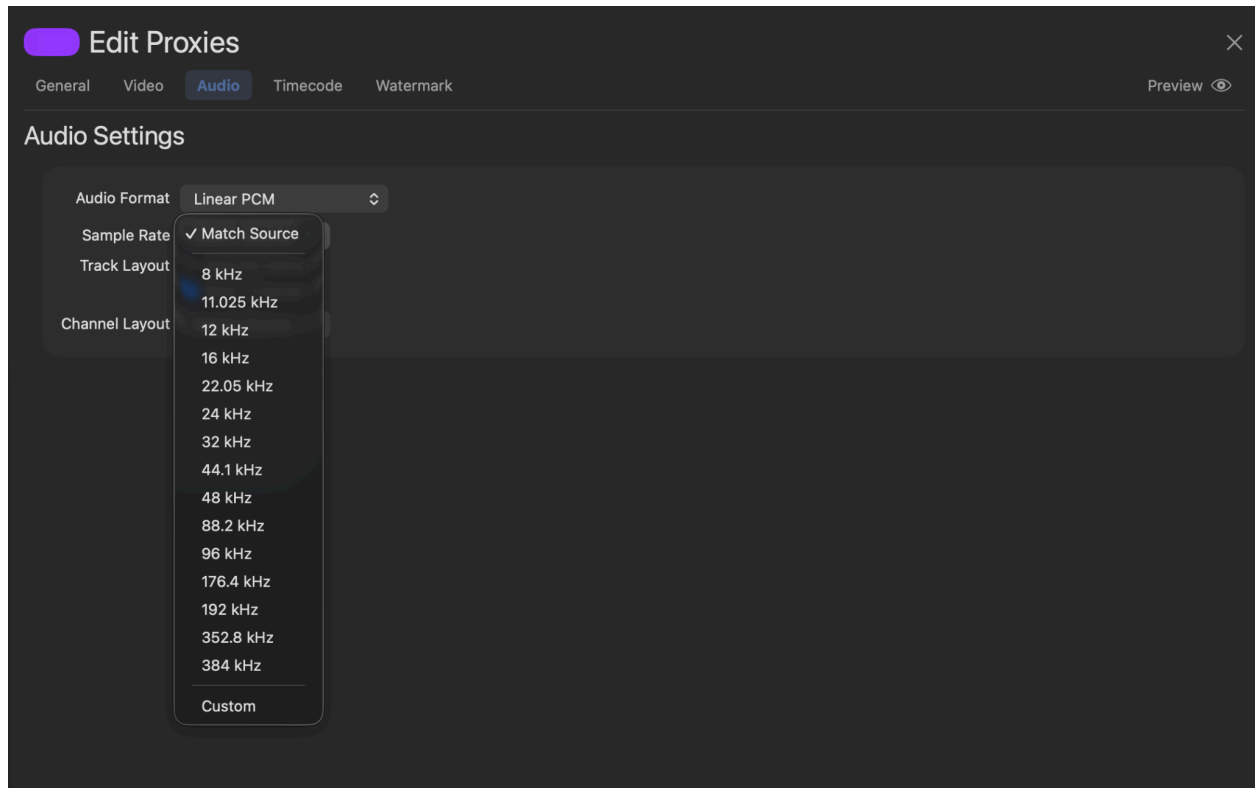 Edit Proxies
General Video Audio Timecode Watermark Preview
Audio Settings
Audio Format Linear PCM
Sample Rate ✓ Match Source
Track Layout
8 kHz
11.025 kHz
Channel Layout
12 kHz
16 kHz
22.05 kHz
24 kHz
32 kHz
44.1 kHz
48 kHz
88.2 kHz
96 kHz
176.4 kHz
192 kHz
352.8 kHz
384 kHz
Custom